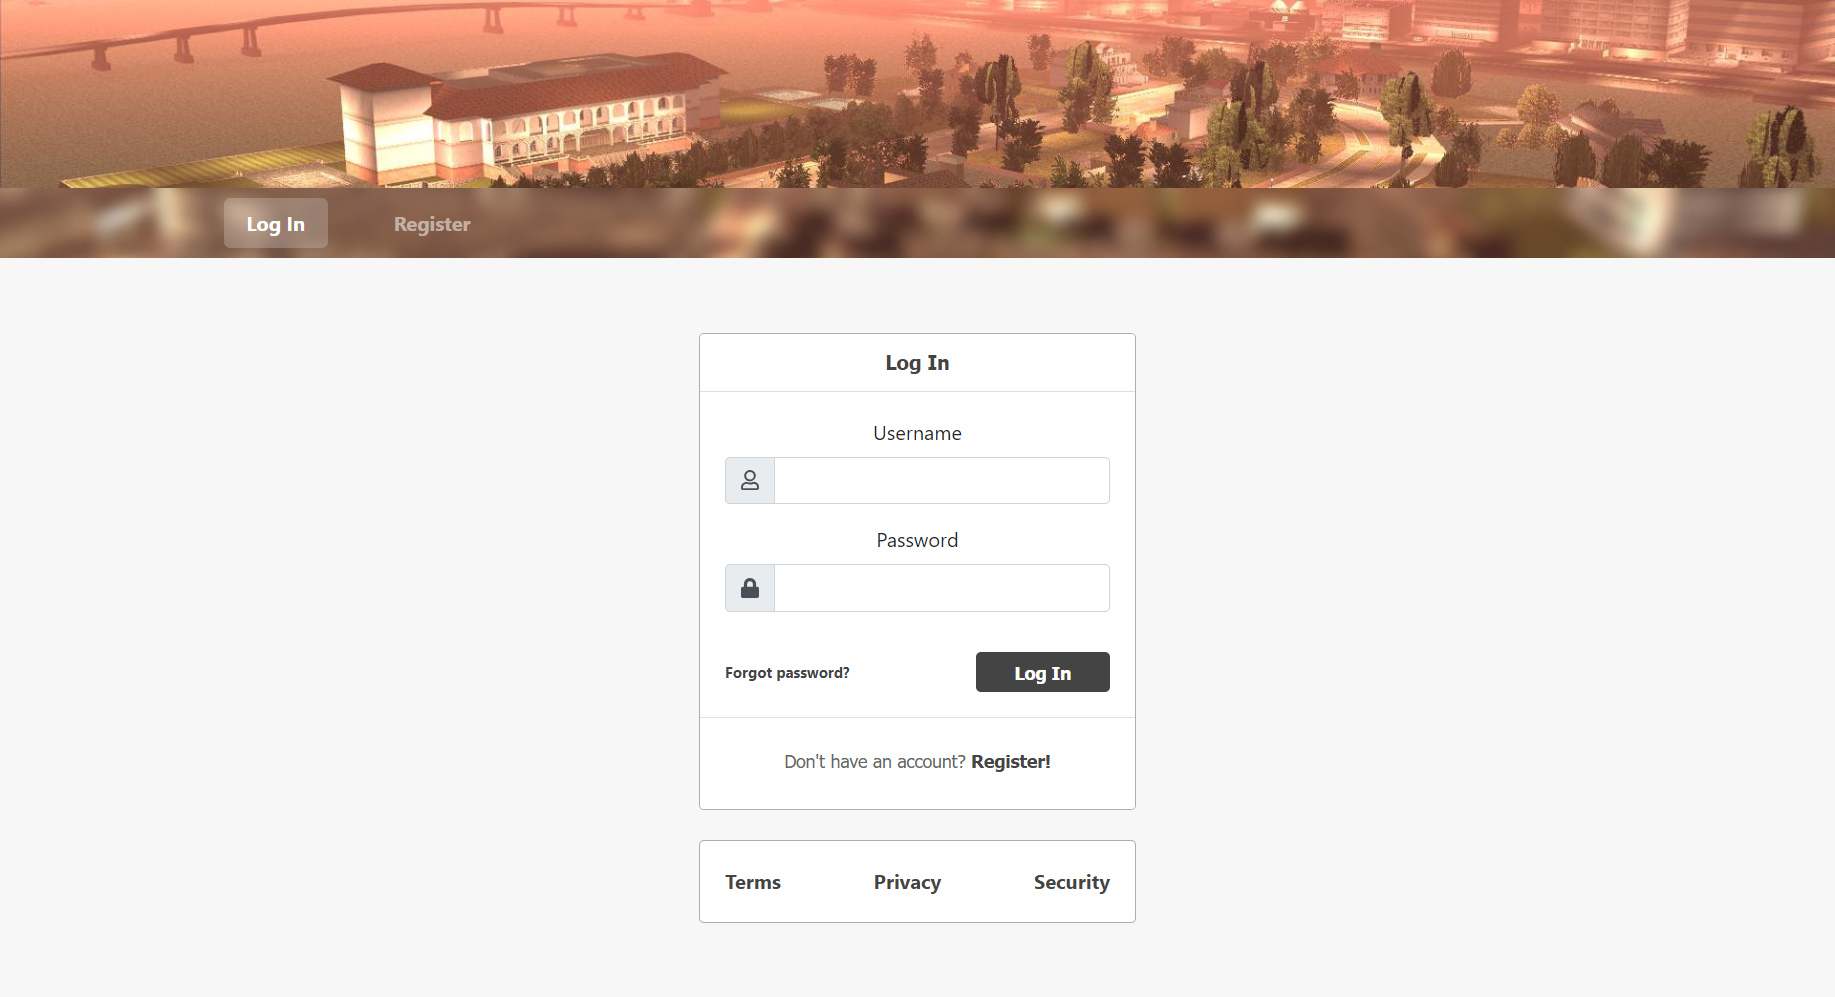 Log In
Register
Log In
Username
Password
Forgot password?
Log In
Don't have an account? Register!
Terms
Privacy
Security